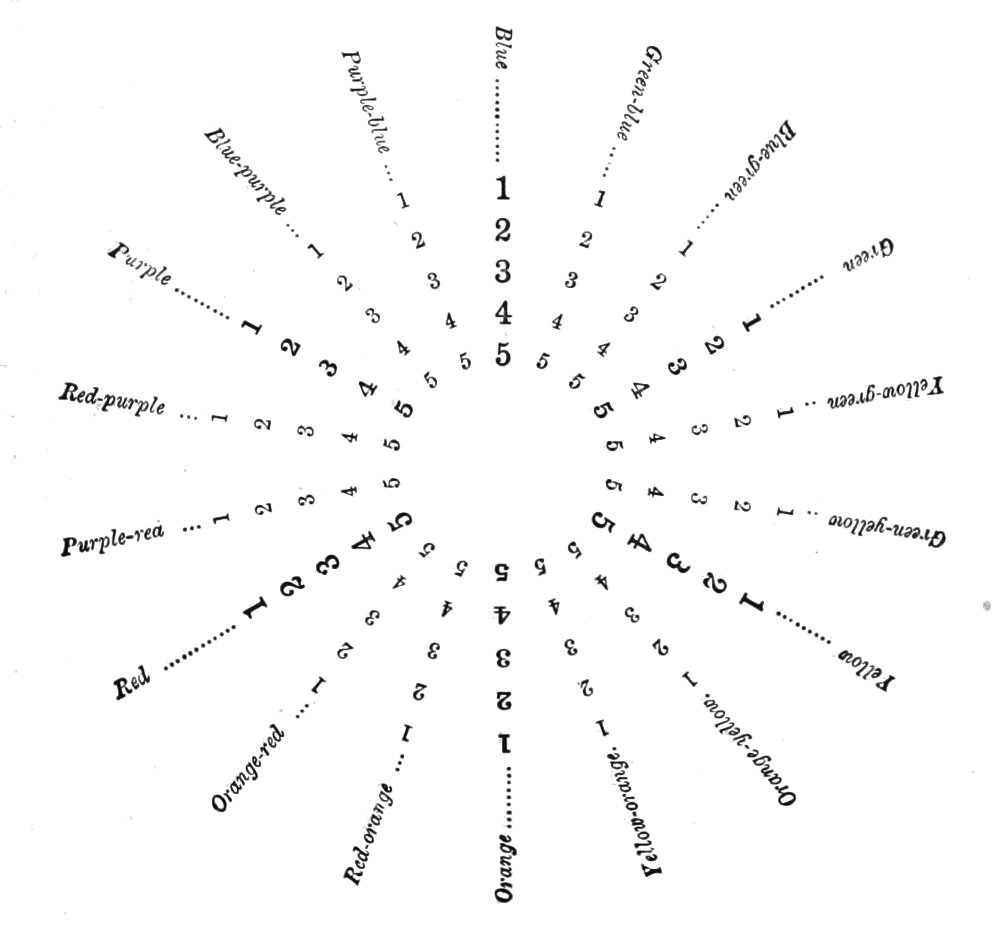 Blue .......... 1 2 3 4 5
Green-blue .... 1 2 3 4 5
Blue-green ..... 1 2 3 4 5
Green ......... 1 2 3 4 5
Yellow-green .. 1 2 3 4 5
Green-yellow .. 1 2 3 4 5
Yellow ........ 1 2 3 4 5
Orange-yellow. 1 2 3 4 5
Yellow-orange. 1 2 3 4 5
Orange ........ 1 2 3 4 5
Red-orange ... 1 2 3 4 5
Orange-red .... 1 2 3 4 5
Red ........... 1 2 3 4 5
Purple-red ... 1 2 3 4 5
Red-purple ... 1 2 3 4 5
Purple ......... 1 2 3 4 5
Blue-purple ... 1 2 3 4 5
Purple-blue ... 1 2 3 4 5